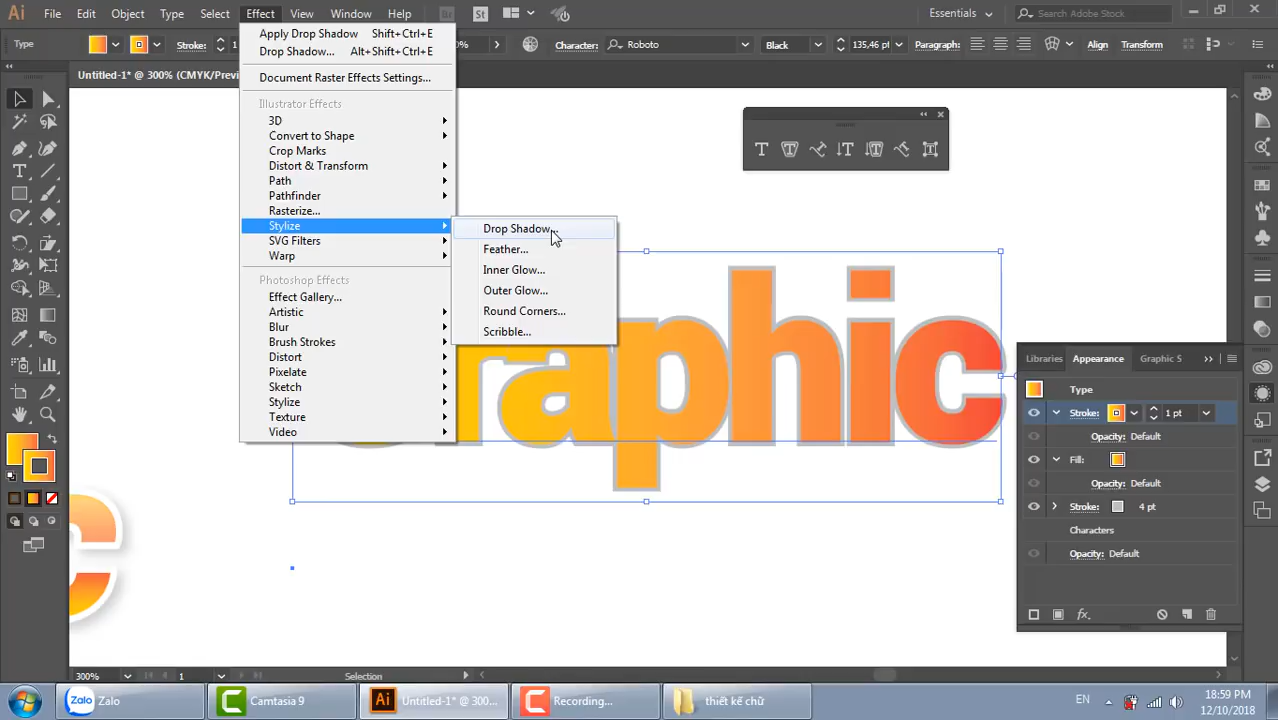 Ai File Edit Object Type Select Effect View Window Help Br St Essentials Search Adobe Stock
Type Stroke: 1 Character: Roboto Black 135,46 pt Paragraph: Align Transform
Untitled-1* @ 300% (CMYK/Previ
Apply Drop Shadow Shift+Ctrl+E
Drop Shadow... Alt+Shift+Ctrl+E
Document Raster Effects Settings...
Illustrator Effects
3D
Convert to Shape
Crop Marks
Distort & Transform
Path
Pathfinder
Rasterize...
Stylize
SVG Filters
Warp
Photoshop Effects
Effect Gallery...
Artistic
Blur
Brush Strokes
Distort
Pixelate
Sketch
Stylize
Texture
Video
Drop Shadow...
Feather...
Inner Glow...
Outer Glow...
Round Corners...
Scribble...
raphic
Libraries Appearance Graphic S
Type
Stroke: 1 pt
Opacity: Default
Fill:
Opacity: Default
Stroke: 4 pt
Characters
Opacity: Default
fx
300% 1 Selection
Zalo Zalo Camtasia 9 Ai Untitled-1* @ 300... Recording... thiết kế chữ EN 18:59 PM
12/10/2018